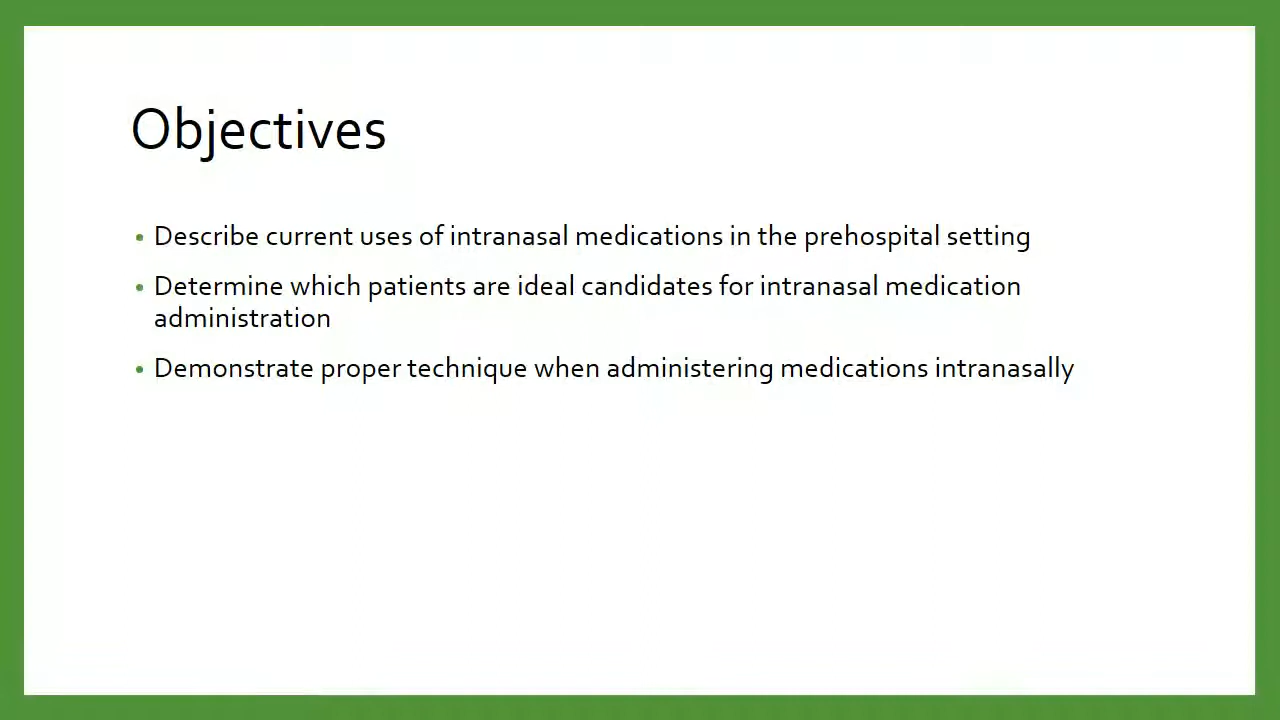 Objectives
• Describe current uses of intranasal medications in the prehospital setting
• Determine which patients are ideal candidates for intranasal medication
administration
• Demonstrate proper technique when administering medications intranasally